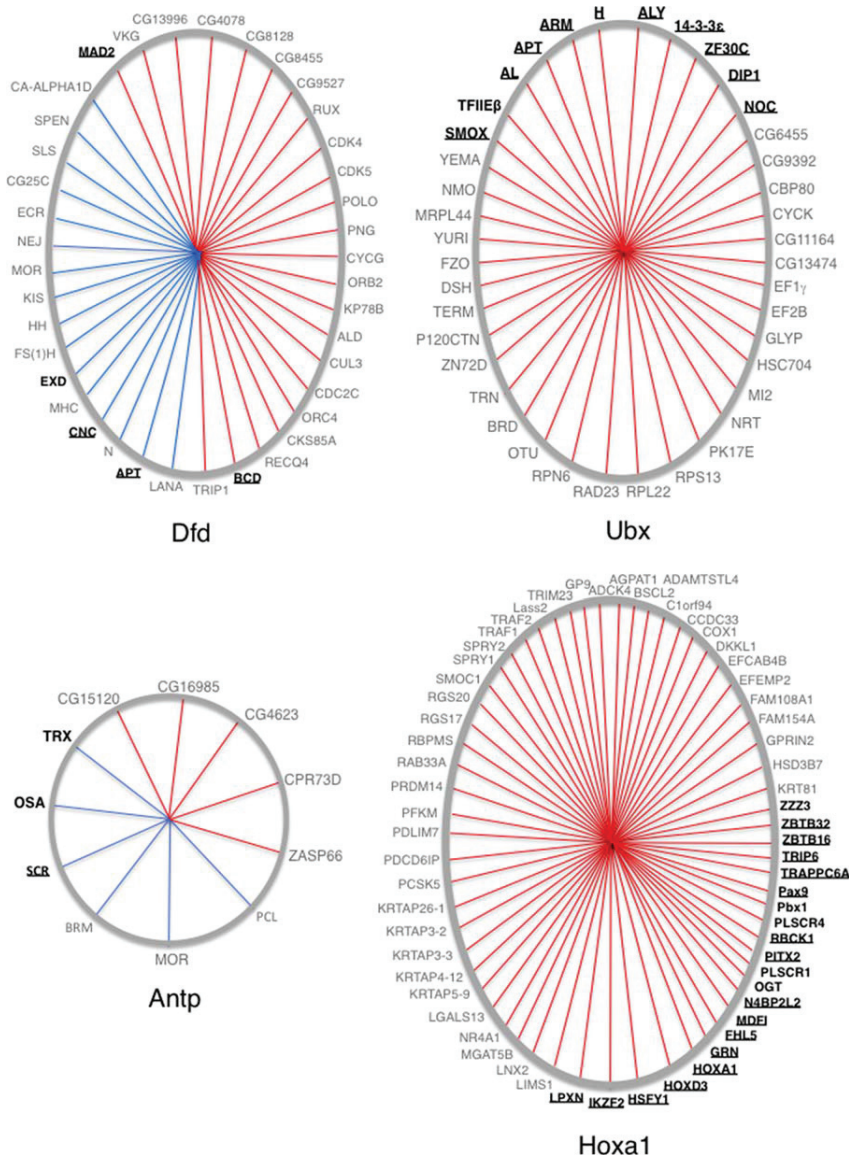 CG13996
CG4078
VKG
CG8128
MAD2
CG8455
CA-ALPHA1D
CG9527
SPEN
RUX
SLS
CDK4
CG25C
CDK5
ECR
POLO
NEJ
PNG
MOR
CYCG
KIS
ORB2
HH
KP78B
FS(1)H
ALD
EXD
CUL3
MHC
CDC2C
CNC
ORC4
N
CKS85A
APT
RECQ4
LANA
TRIP1
BCD
Dfd
H
ALY
ARM
14-3-3ε
APT
ZF30C
AL
DIP1
TFIIEβ
NOC
SMOX
CG6455
YEMA
CG9392
NMO
CBP80
MRPL44
CYCK
YURI
CG11164
FZO
CG13474
DSH
EF1γ
TERM
EF2B
P120CTN
GLYP
ZN72D
HSC704
TRN
MI2
BRD
NRT
OTU
PK17E
RPN6
RPS13
RAD23
RPL22
Ubx
CG16985
CG15120
CG4623
TRX
CPR73D
OSA
ZASP66
SCR
PCL
BRM
MOR
Antp
AGPAT1
ADAMTSTL4
GP9
ADCK4
BSCL2
TRIM23
C1orf94
Lass2
CCDC33
TRAF2
COX1
TRAF1
DKKL1
SPRY2
EFCAB4B
SPRY1
EFEMP2
SMOC1
FAM108A1
RGS20
FAM154A
RGS17
GPRIN2
RBPMS
HSD3B7
RAB33A
KRT81
PRDM14
ZZZ3
PFKM
ZBTB32
PDLIM7
ZBTB16
PDCD6IP
TRIP6
PCSK5
TRAPPC6A
KRTAP26-1
Pax9
KRTAP3-2
Pbx1
KRTAP3-3
PLSCR4
KRTAP4-12
RBCK1
KRTAP5-9
PITX2
LGALS13
PLSCR1
NR4A1
OGT
MGAT5B
N4BP2L2
LNX2
MDFI
LIMS1
FHL5
LPXN
GRN
IKZF2
HOXA1
HSFY1
HOXD3
Hoxa1